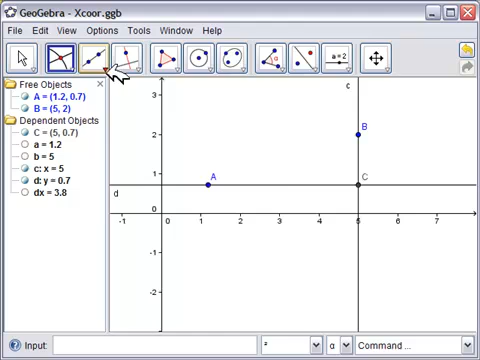 GeoGebra - Xcoor.ggb
File Edit View Options Tools Window Help
a = 2
Free Objects
A = (1.2, 0.7)
B = (5, 2)
Dependent Objects
C = (5, 0.7)
a = 1.2
b = 5
c: x = 5
d: y = 0.7
dx = 3.8
c
3
B
2
1
A
C
d
0
-1 0 1 2 3 4 5 6 7
-1
-2
Input:
²
α
Command ...